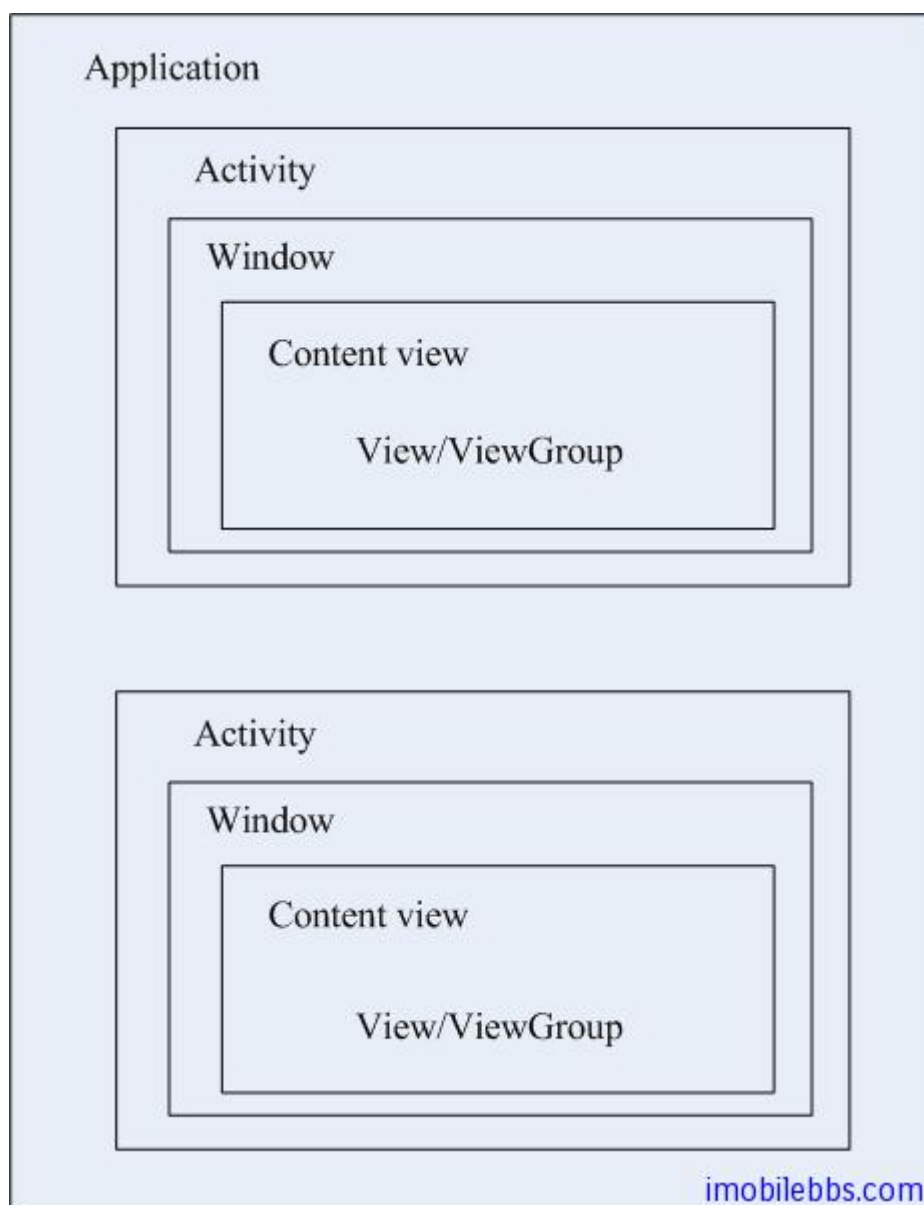 Application
Activity
Window
Content view
View/ViewGroup
Activity
Window
Content view
View/ViewGroup
imobilebbs.com